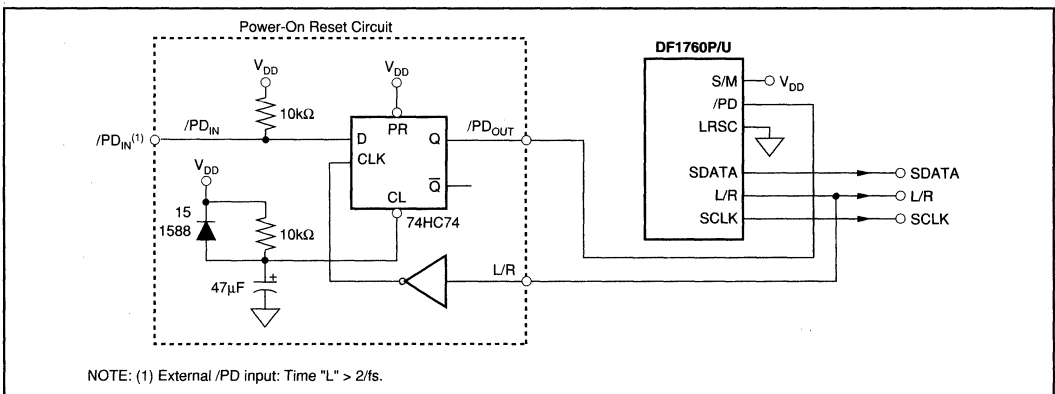 Power-On Reset Circuit
V_DD
10kΩ
/PD_IN^(1)
/PD_IN
V_DD
PR
D
Q
CLK
Q̅
CL
74HC74
/PD_OUT
V_DD
15
1588
10kΩ
47µF
+
L/R
DF1760P/U
S/M
V_DD
/PD
LRSC
SDATA
SDATA
L/R
L/R
SCLK
SCLK
NOTE: (1) External /PD input: Time "L" > 2/fs.